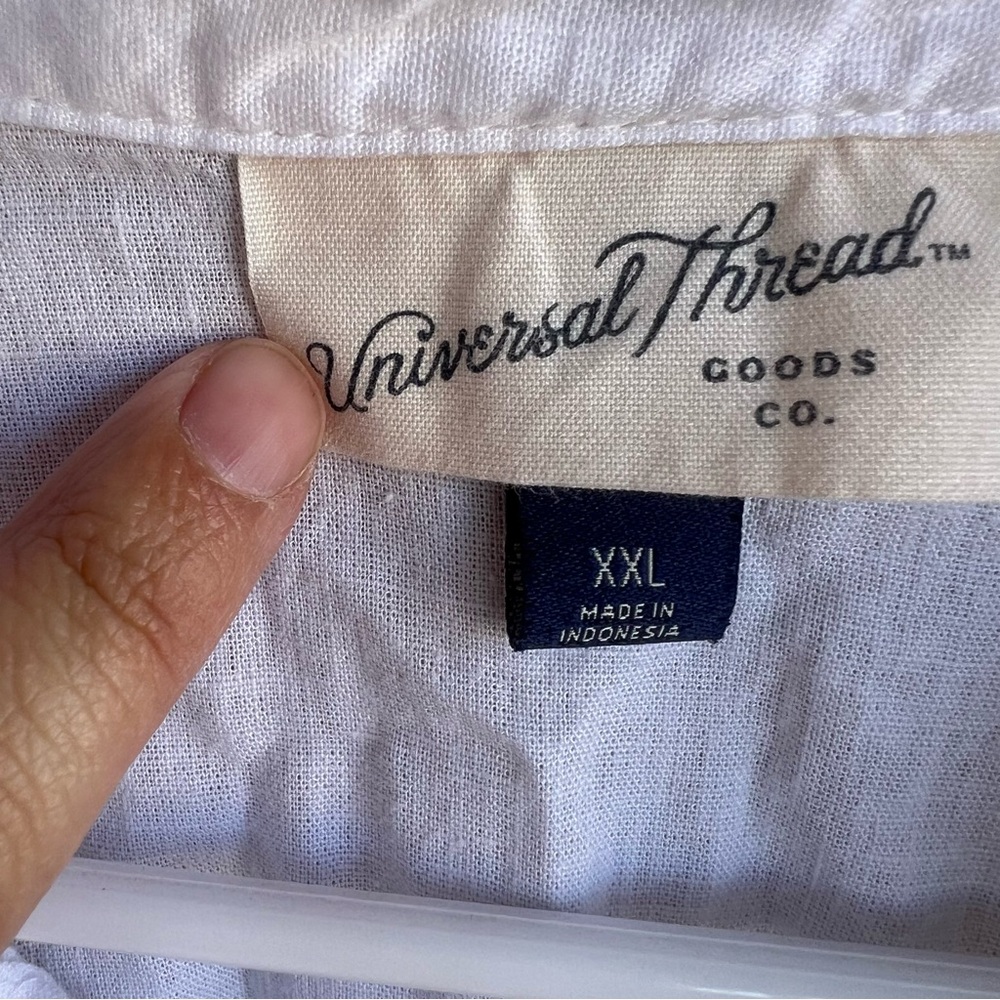 Universal Thread™
GOODS
CO.
XXL
MADE IN
INDONESIA